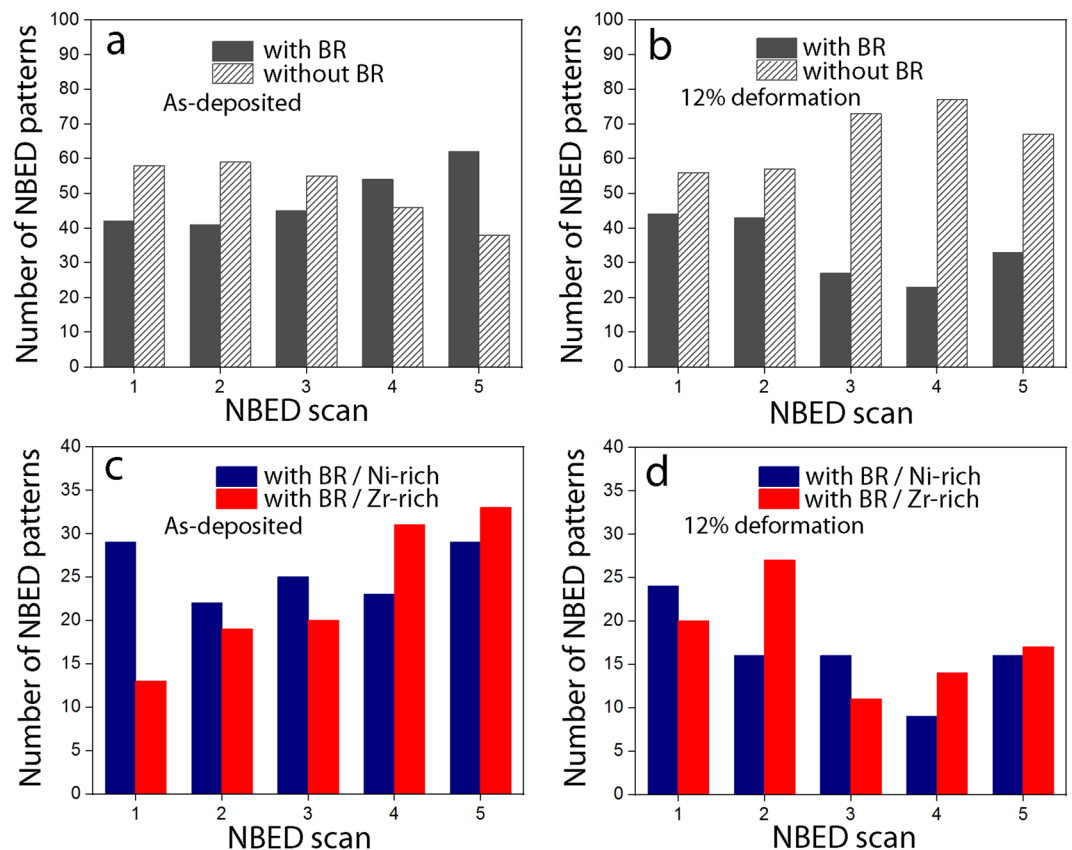 a
with BR
without BR
As-deposited
Number of NBED patterns
100
90
80
70
60
50
40
30
20
10
0
1 2 3 4 5
NBED scan
b
with BR
without BR
12% deformation
Number of NBED patterns
100
90
80
70
60
50
40
30
20
10
0
1 2 3 4 5
NBED scan
c
with BR / Ni-rich
with BR / Zr-rich
As-deposited
Number of NBED patterns
40
35
30
25
20
15
10
5
0
1 2 3 4 5
NBED scan
d
with BR / Ni-rich
with BR / Zr-rich
12% deformation
Number of NBED patterns
40
35
30
25
20
15
10
5
0
1 2 3 4 5
NBED scan